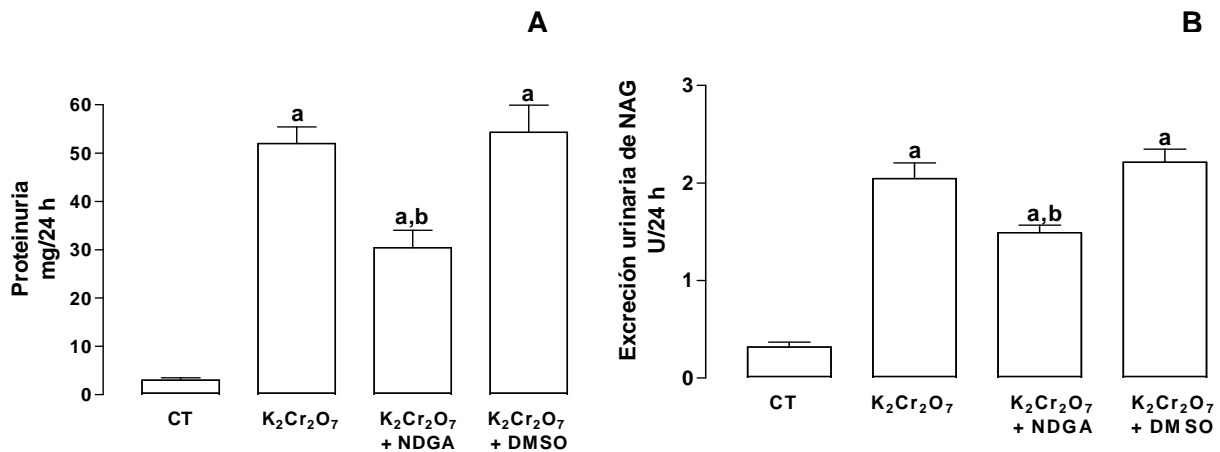 A
Proteinuria
mg/24 h
60
50
40
30
20
10
0
a
a,b
a
CT
K₂Cr₂O₇
K₂Cr₂O₇
+ NDGA
K₂Cr₂O₇
+ DMSO
B
Excreción urinaria de NAG
U/24 h
3
2
1
0
a
a,b
a
CT
K₂Cr₂O₇
K₂Cr₂O₇
+ NDGA
K₂Cr₂O₇
+ DMSO